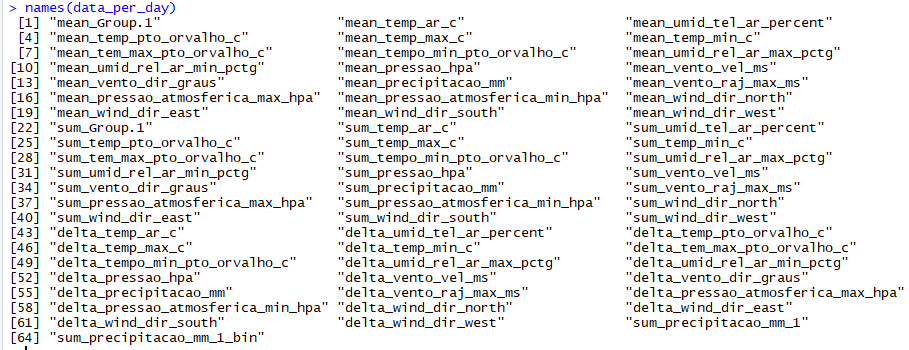 > names(data_per_day)
[1] "mean_Group.1" "mean_temp_ar_c" "mean_umid_tel_ar_percent"
[4] "mean_temp_pto_orvalho_c" "mean_temp_max_c" "mean_temp_min_c"
[7] "mean_tem_max_pto_orvalho_c" "mean_tempo_min_pto_orvalho_c" "mean_umid_rel_ar_max_pctg"
[10] "mean_umid_rel_ar_min_pctg" "mean_pressao_hpa" "mean_vento_vel_ms"
[13] "mean_vento_dir_graus" "mean_precipitacao_mm" "mean_vento_raj_max_ms"
[16] "mean_pressao_atmosferica_max_hpa" "mean_pressao_atmosferica_min_hpa" "mean_wind_dir_north"
[19] "mean_wind_dir_east" "mean_wind_dir_south" "mean_wind_dir_west"
[22] "sum_Group.1" "sum_temp_ar_c" "sum_umid_tel_ar_percent"
[25] "sum_temp_pto_orvalho_c" "sum_temp_max_c" "sum_temp_min_c"
[28] "sum_tem_max_pto_orvalho_c" "sum_tempo_min_pto_orvalho_c" "sum_umid_rel_ar_max_pctg"
[31] "sum_umid_rel_ar_min_pctg" "sum_pressao_hpa" "sum_vento_vel_ms"
[34] "sum_vento_dir_graus" "sum_precipitacao_mm" "sum_vento_raj_max_ms"
[37] "sum_pressao_atmosferica_max_hpa" "sum_pressao_atmosferica_min_hpa" "sum_wind_dir_north"
[40] "sum_wind_dir_east" "sum_wind_dir_south" "sum_wind_dir_west"
[43] "delta_temp_ar_c" "delta_umid_tel_ar_percent" "delta_temp_pto_orvalho_c"
[46] "delta_temp_max_c" "delta_temp_min_c" "delta_tem_max_pto_orvalho_c"
[49] "delta_tempo_min_pto_orvalho_c" "delta_umid_rel_ar_max_pctg" "delta_umid_rel_ar_min_pctg"
[52] "delta_pressao_hpa" "delta_vento_vel_ms" "delta_vento_dir_graus"
[55] "delta_precipitacao_mm" "delta_vento_raj_max_ms" "delta_pressao_atmosferica_max_hpa"
[58] "delta_pressao_atmosferica_min_hpa" "delta_wind_dir_north" "delta_wind_dir_east"
[61] "delta_wind_dir_south" "delta_wind_dir_west" "sum_precipitacao_mm_1"
[64] "sum_precipitacao_mm_1_bin"